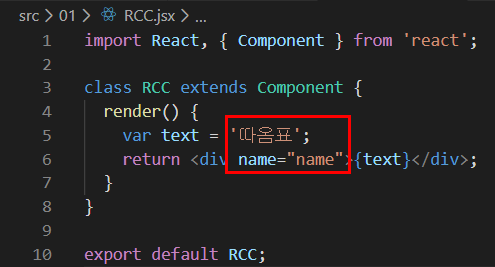 src > 01 > RCC.jsx > ...
1 import React, { Component } from 'react';
2
3 class RCC extends Component {
4 render() {
5 var text = '따옴표';
6 return <div name="name">{text}</div>;
7 }
8 }
9
10 export default RCC;